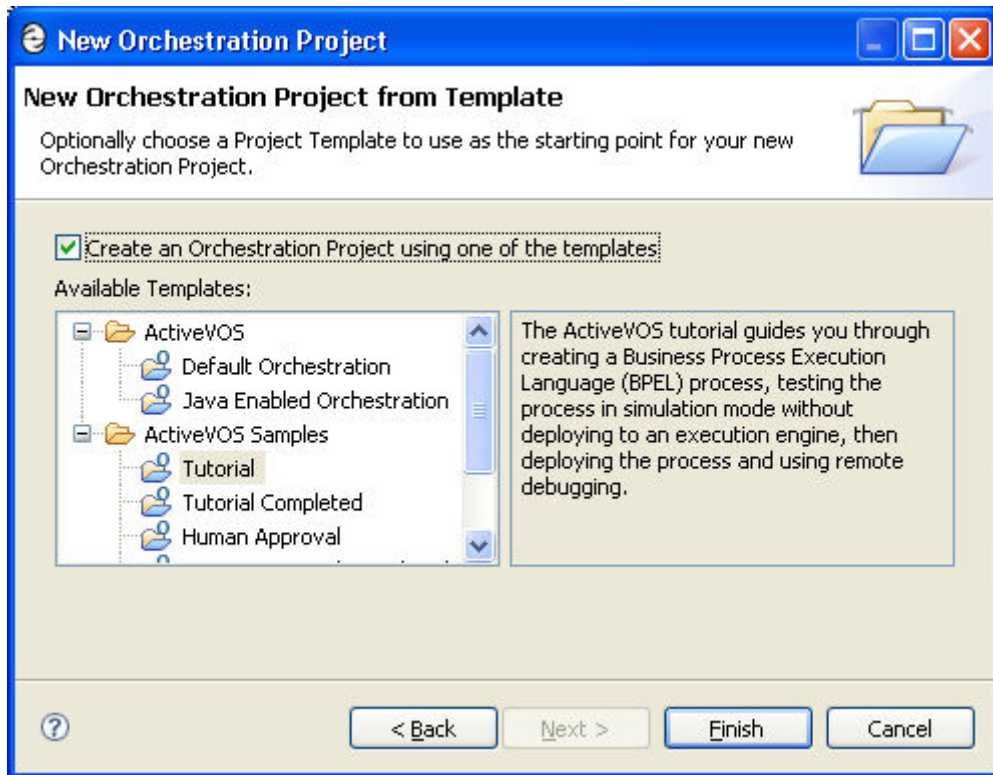 New Orchestration Project
New Orchestration Project from Template
Optionally choose a Project Template to use as the starting point for your new
Orchestration Project.
Create an Orchestration Project using one of the templates
Available Templates:
ActiveVOS
Default Orchestration
Java Enabled Orchestration
ActiveVOS Samples
Tutorial
Tutorial Completed
Human Approval
The ActiveVOS tutorial guides you through
creating a Business Process Execution
Language (BPEL) process, testing the
process in simulation mode without
deploying to an execution engine, then
deploying the process and using remote
debugging.
< Back
Next >
Finish
Cancel